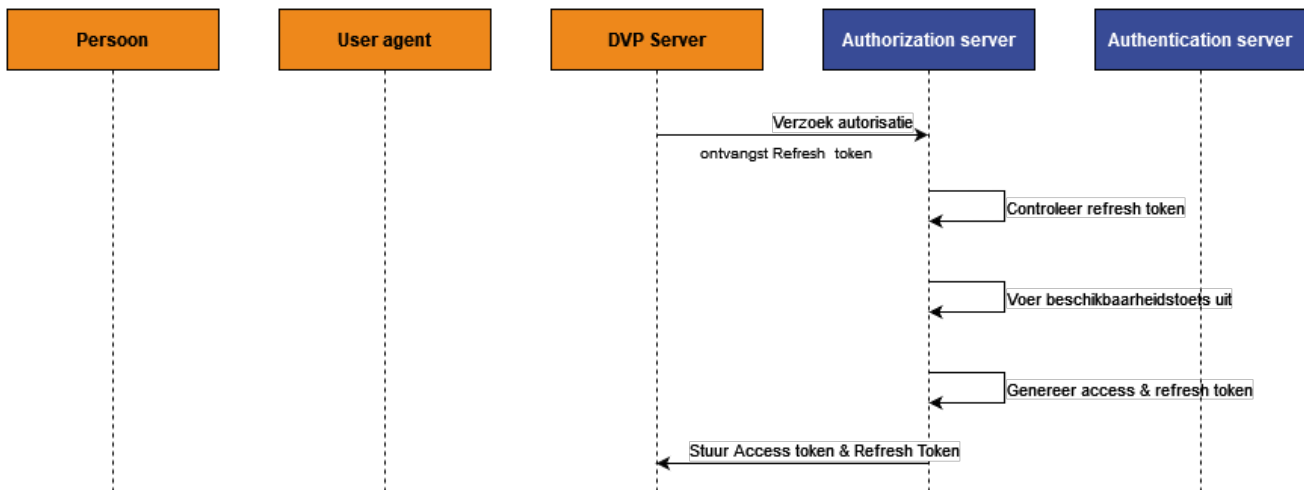 Persoon
User agent
DVP Server
Authorization server
Authentication server
Verzoek autorisatie
ontvangst Refresh token
Controleer refresh token
Voer beschikbaarheidstoets uit
Genereer access & refresh token
Stuur Access token & Refresh Token